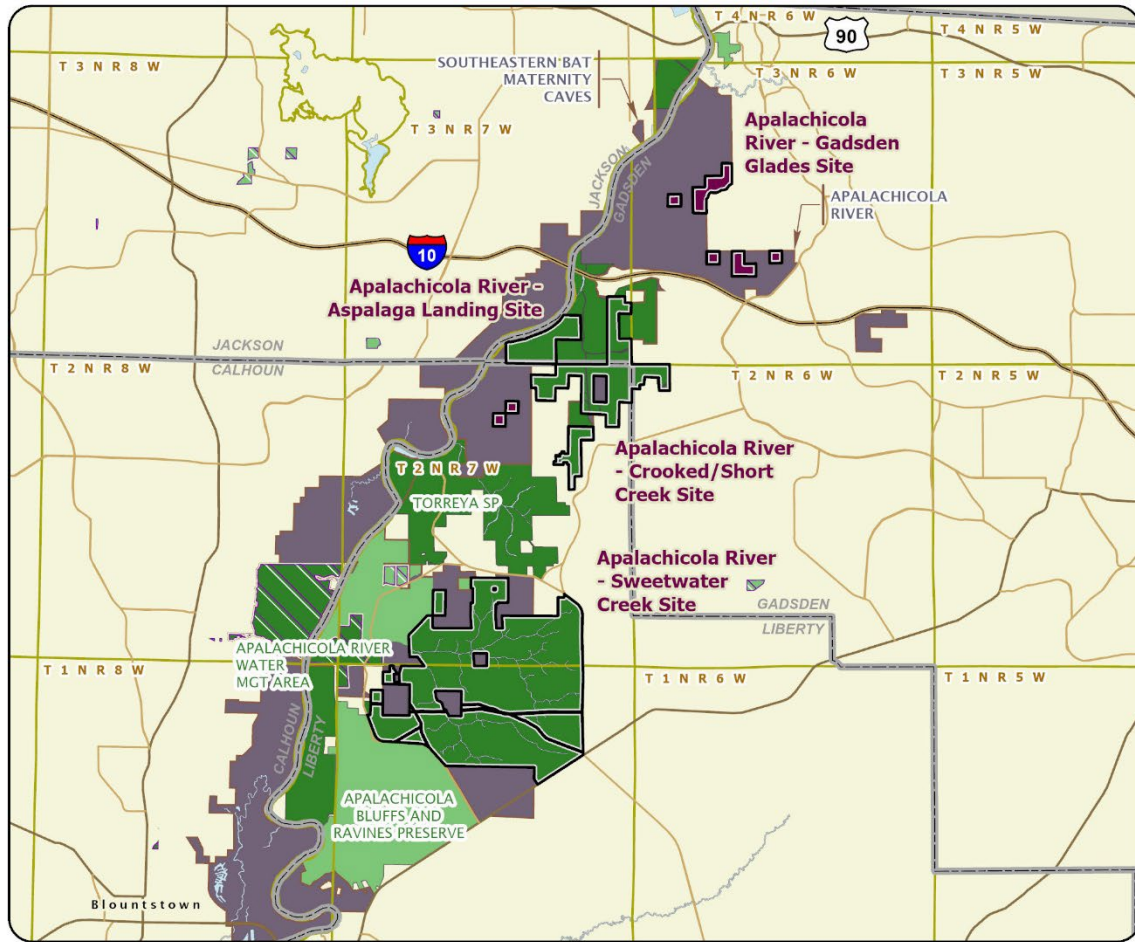 T 4 N R 6 W
T 4 N R 5 W
90
SOUTHEASTERN BAT
MATERNITY
CAVES
T 3 N R 8 W
T 3 N R 6 W
T 3 N R 5 W
T 3 N R 7 W
Apalachicola
River - Gadsden
Glades Site
JACKSON
GADSDEN
APALACHICOLA
RIVER
10
Apalachicola River -
Aspalaga Landing Site
JACKSON
CALHOUN
T 2 N R 8 W
T 2 N R 6 W
T 2 N R 5 W
Apalachicola River
- Crooked/Short
Creek Site
T 2 N R 7 W
TORREYA SP
Apalachicola River
- Sweetwater
Creek Site
GADSDEN
LIBERTY
APALACHICOLA RIVER
WATER
MGT AREA
T 1 N R 8 W
T 1 N R 6 W
T 1 N R 5 W
CALHOUN
LIBERTY
APALACHICOLA
BLUFFS AND
RAVINES PRESERVE
Blountstown